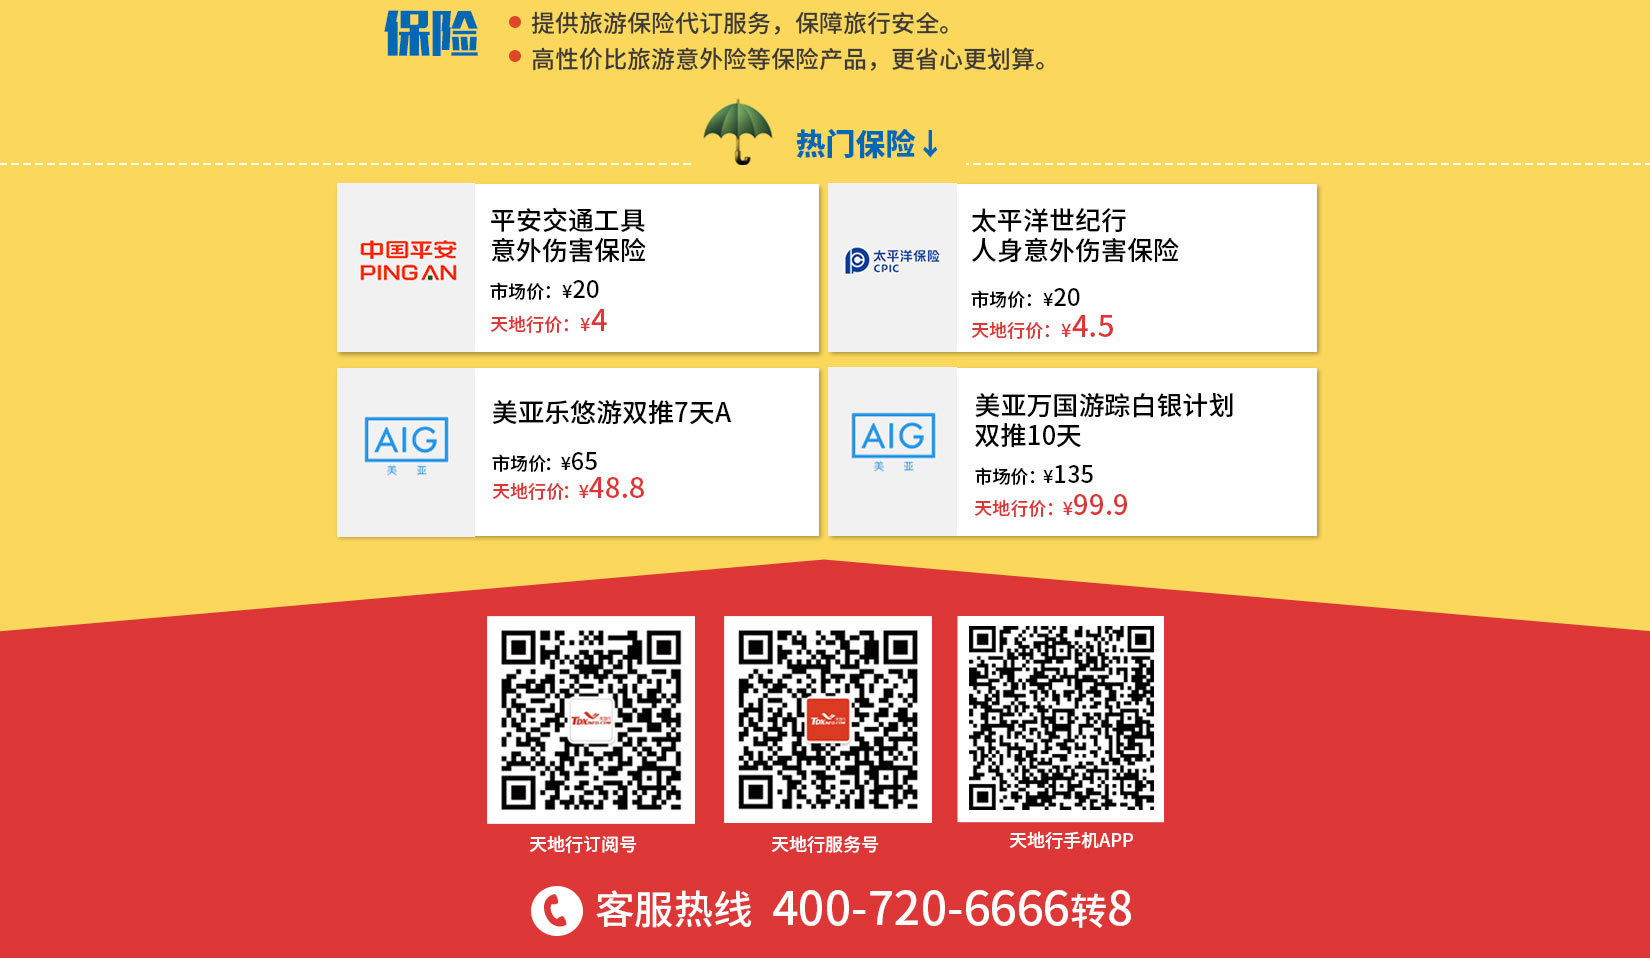 保险
提供旅游保险代订服务，保障旅行安全。
高性价比旅游意外险等保险产品，更省心更划算。
热门保险↓
中国平安
PING AN
平安交通工具
意外伤害保险
市场价：¥20
天地行价：¥4
太平洋保险
CPIC
太平洋世纪行
人身意外伤害保险
市场价：¥20
天地行价：¥4.5
AIG
美亚
美亚乐悠游双推7天A
市场价：¥65
天地行价：¥48.8
AIG
美亚
美亚万国游踪白银计划
双推10天
市场价：¥135
天地行价：¥99.9
天地行订阅号
天地行服务号
天地行手机APP
客服热线 400-720-6666转8